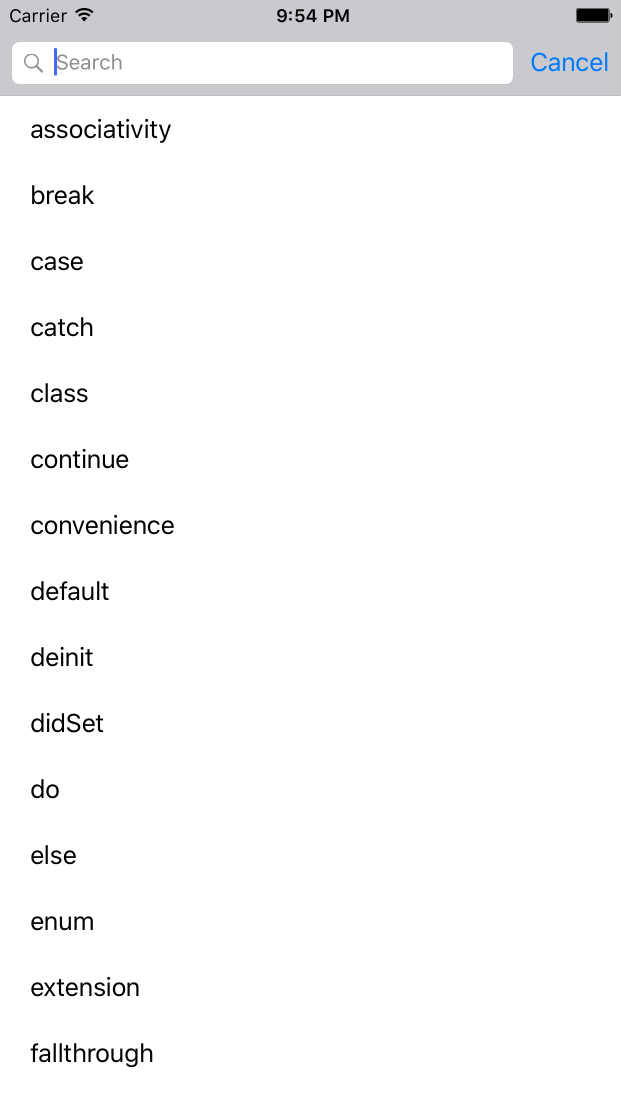 Carrier 9:54 PM
Search Cancel
associativity
break
case
catch
class
continue
convenience
default
deinit
didSet
do
else
enum
extension
fallthrough